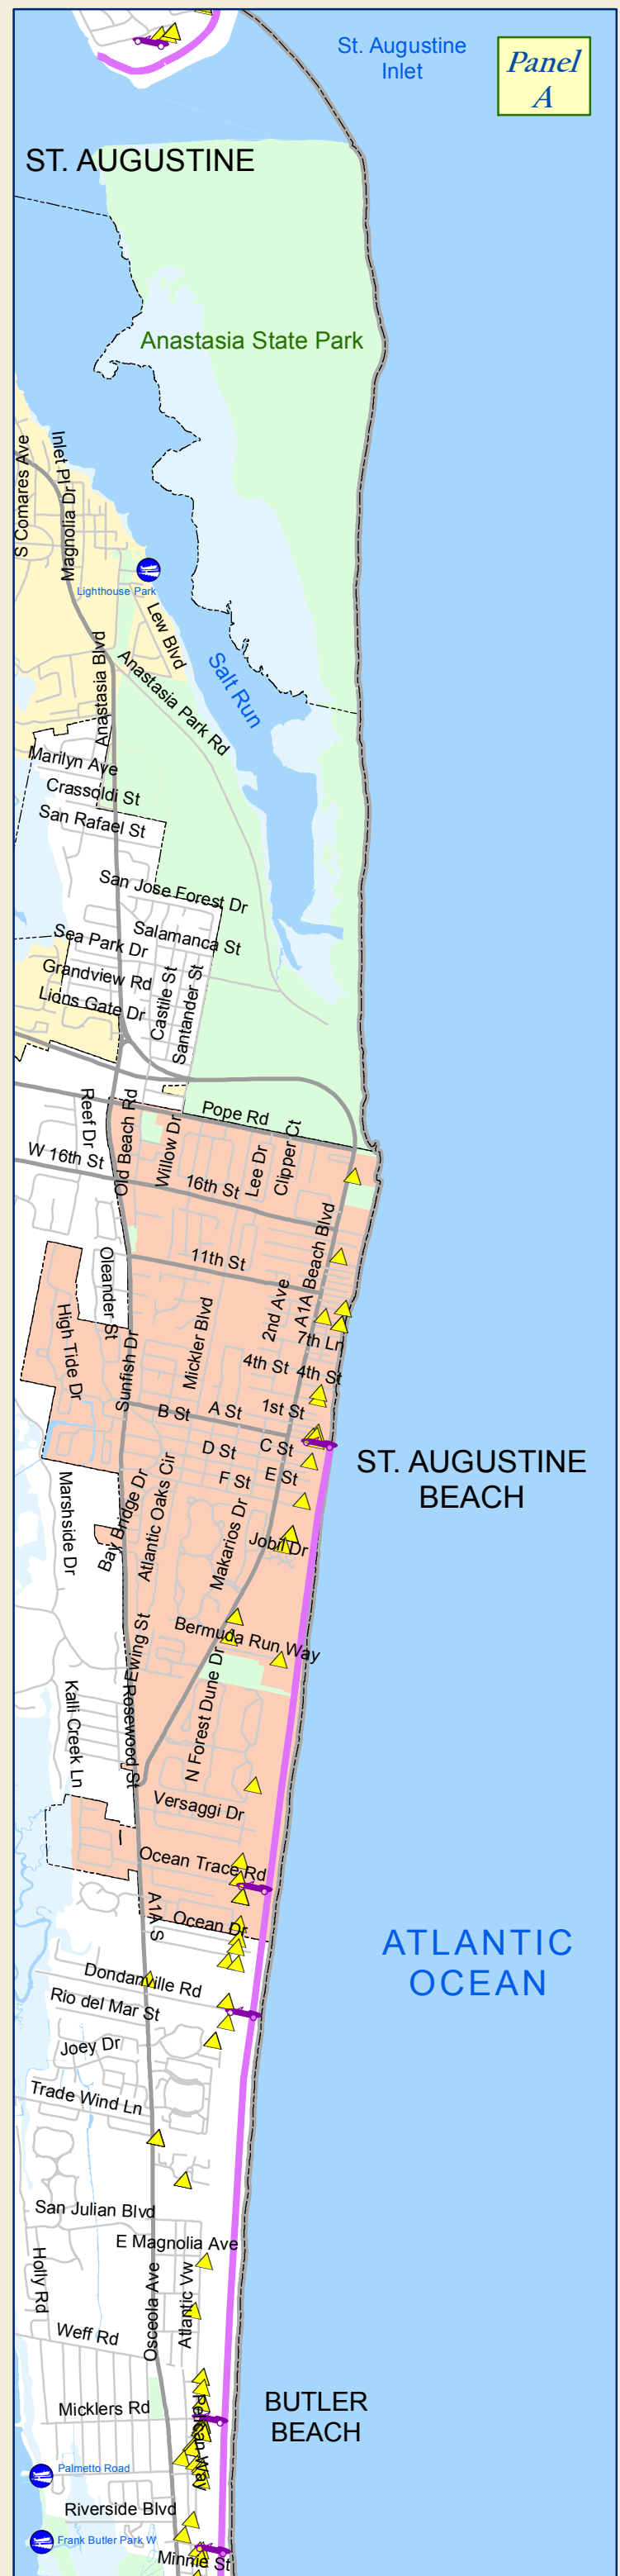 St. Augustine
Inlet
Panel
A
ST. AUGUSTINE
Anastasia State Park
S Comares Ave
Inlet Pl
Magnolia Dr
Lighthouse Park
Lew Blvd
Salt Run
Anastasia Blvd
Anastasia Park Rd
Marilyn Ave
Crassoldi St
San Rafael St
San Jose Forest Dr
Sea Park Dr
Salamanca St
Grandview Rd
Castile St
Santander St
Lions Gate Dr
Reef Dr
Old Beach Rd
Willow Dr
Pope Rd
Lee Dr
Clipper Ct
W 16th St
16th St
11th St
A1A Beach Blvd
Oleander St
2nd Ave
High Tide Dr
Sunfish Dr
Mickler Blvd
7th Ln
4th St
4th St
1st St
B St
A St
D St
C St
F St
E St
ST. AUGUSTINE
BEACH
Marshside Dr
Bay Bridge Dr
Atlantic Oaks Cir
Makarios Dr
Jobil Dr
Ewing St
Bermuda Run Way
Kalli Creek Ln
Rosewood St
N Forest Dune Dr
Versaggi Dr
Ocean Trace Rd
A1A S
Ocean Dr
ATLANTIC
OCEAN
Dondanville Rd
Rio del Mar St
Joey Dr
Trade Wind Ln
San Julian Blvd
E Magnolia Ave
Holly Rd
Osceola Ave
Atlantic Vw
Weff Rd
Micklers Rd
Pelican Way
BUTLER
BEACH
Palmetto Road
Riverside Blvd
Frank Butler Park W
Minnie St